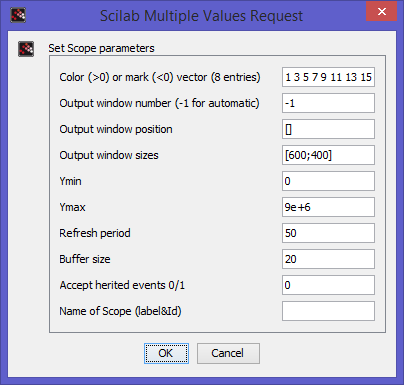 Scilab Multiple Values Request
Set Scope parameters
Color (>0) or mark (<0) vector (8 entries) 1 3 5 7 9 11 13 15
Output window number (-1 for automatic) -1
Output window position []
Output window sizes [600;400]
Ymin 0
Ymax 9e+6
Refresh period 50
Buffer size 20
Accept herited events 0/1 0
Name of Scope (label&Id)
OK Cancel